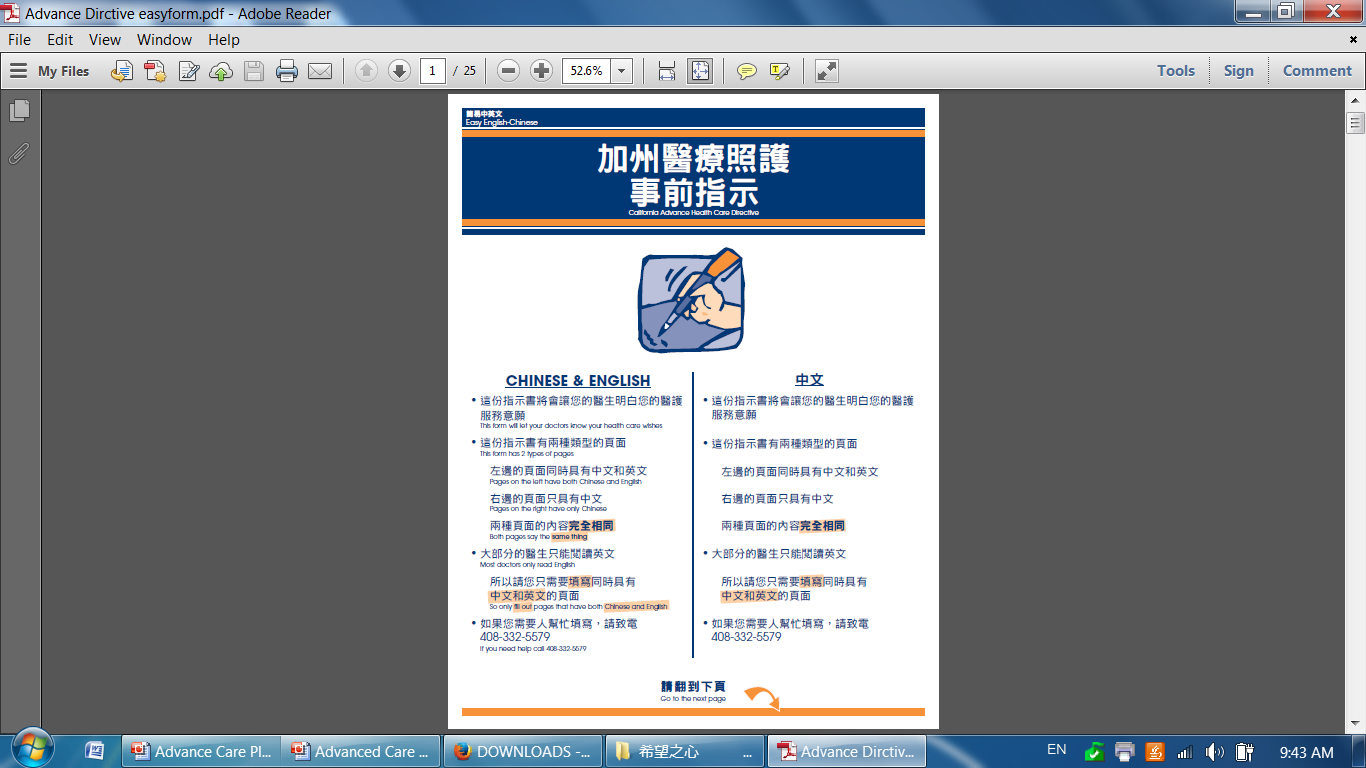 Advance Dirctive easyform.pdf - Adobe Reader
File Edit View Window Help
My Files 1 / 25 52.6% Tools Sign Comment
簡易中英文
Easy English-Chinese
加州醫療照護
事前指示
California Advance Health Care Directive
CHINESE & ENGLISH
• 這份指示書將會讓您的醫生明白您的醫護
服務意願
This form will let your doctors know your health care wishes
• 這份指示書有兩種類型的頁面
This form has 2 types of pages
左邊的頁面同時具有中文和英文
Pages on the left have both Chinese and English
右邊的頁面只具有中文
Pages on the right have only Chinese
兩種頁面的內容完全相同
Both pages say the same thing
• 大部分的醫生只能閱讀英文
Most doctors only read English
所以請您只需要填寫同時具有
中文和英文的頁面
So only fill out pages that have both Chinese and English
• 如果您需要人幫忙填寫，請致電
408-332-5579
If you need help call 408-332-5579
中文
• 這份指示書將會讓您的醫生明白您的醫護
服務意願
• 這份指示書有兩種類型的頁面
左邊的頁面同時具有中文和英文
右邊的頁面只具有中文
兩種頁面的內容完全相同
• 大部分的醫生只能閱讀英文
所以請您只需要填寫同時具有
中文和英文的頁面
• 如果您需要人幫忙填寫，請致電
408-332-5579
請翻到下頁
Go to the next page
Advance Care Pl... Advanced Care ... DOWNLOADS -... 希望之心 ... Advance Dirctiv... EN 9:43 AM